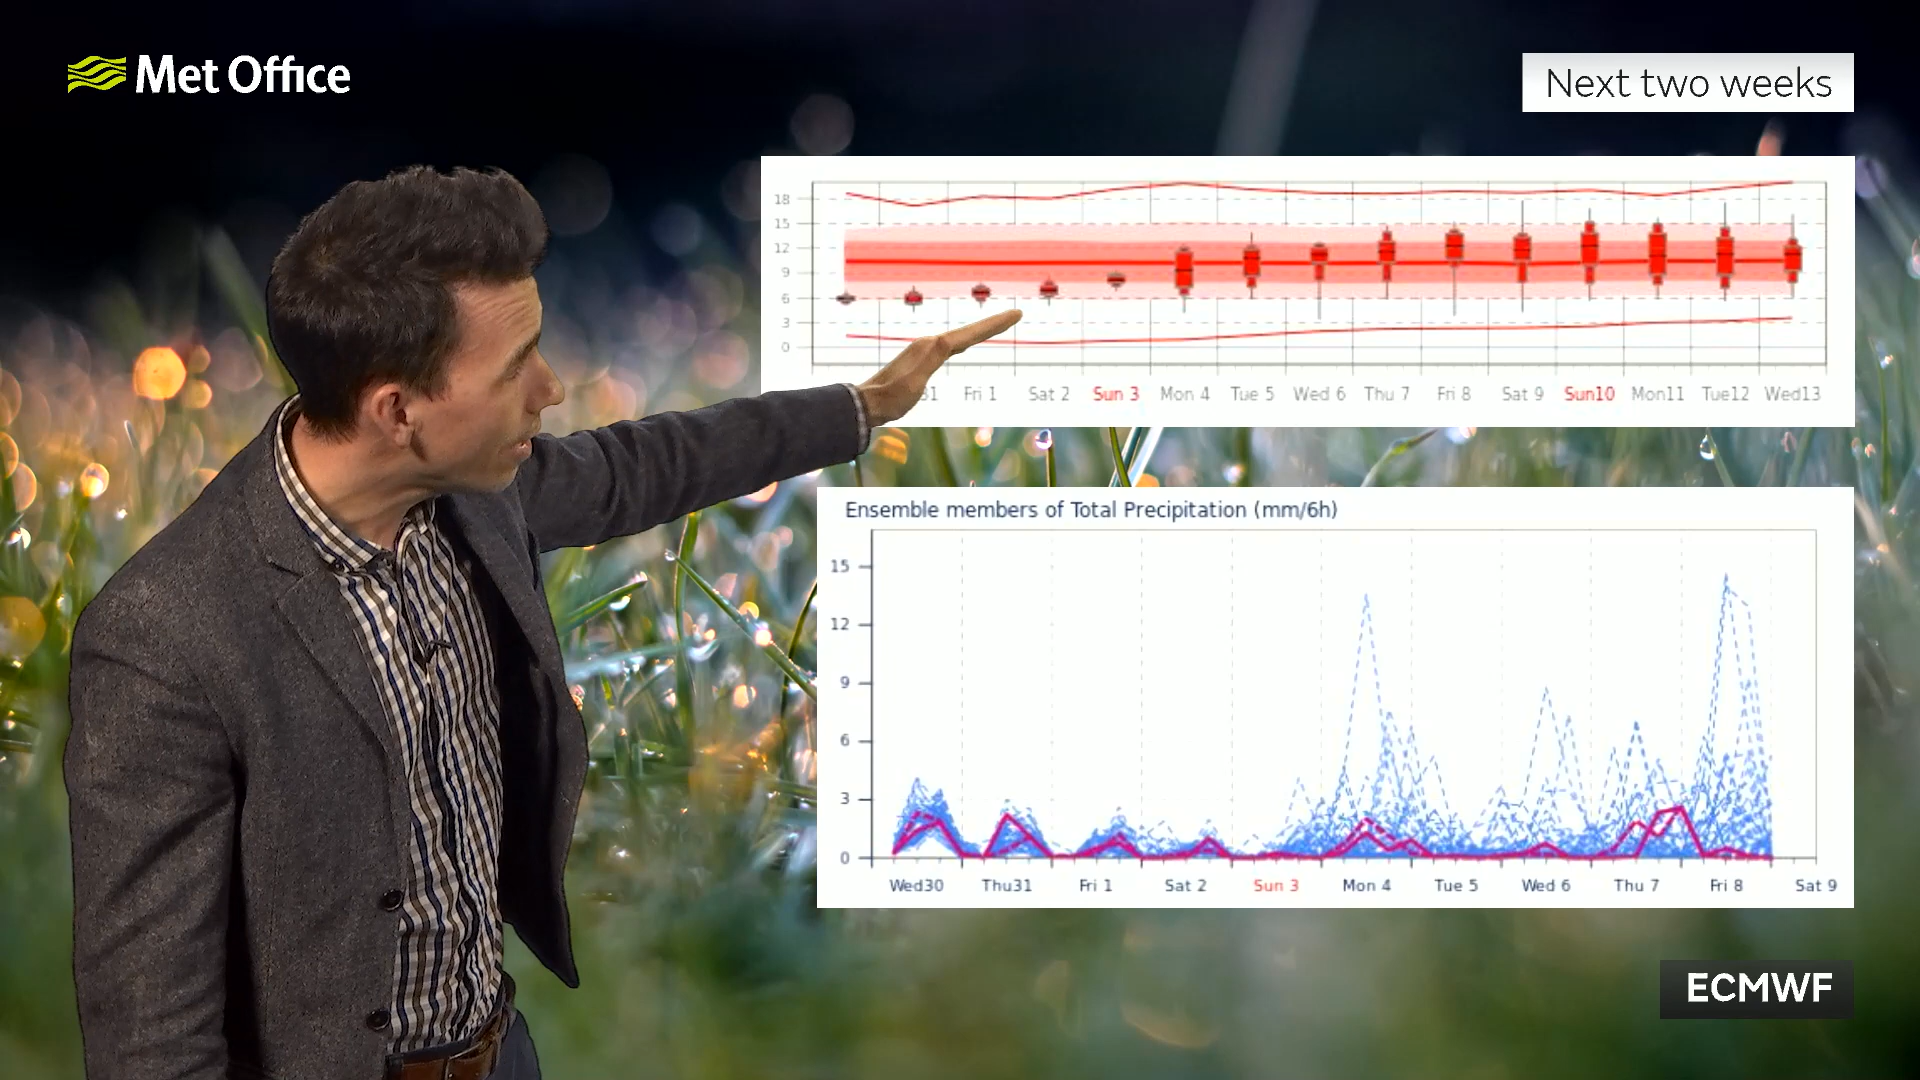 Met Office
Next two weeks
18
15
12
9
6
3
0
31 Fri 1 Sat 2 Sun 3 Mon 4 Tue 5 Wed 6 Thu 7 Fri 8 Sat 9 Sun10 Mon11 Tue12 Wed13
Ensemble members of Total Precipitation (mm/6h)
15
12
9
6
3
0
Wed30 Thu31 Fri 1 Sat 2 Sun 3 Mon 4 Tue 5 Wed 6 Thu 7 Fri 8 Sat 9
ECMWF